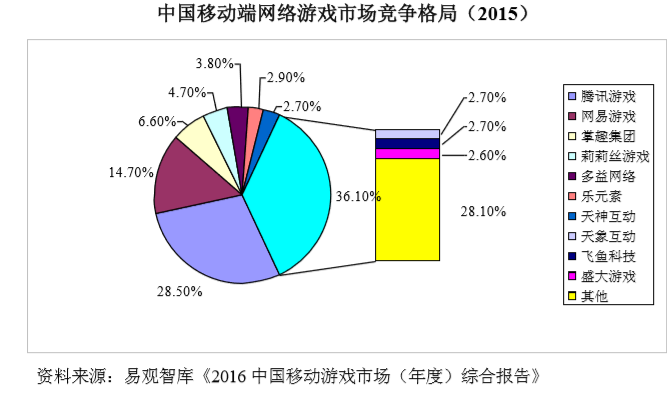 中国移动端网络游戏市场竞争格局（2015）
3.80%
2.90%
4.70%
2.70%
6.60%
14.70%
36.10%
28.50%
2.70%
2.70%
2.60%
28.10%
腾讯游戏
网易游戏
掌趣集团
莉莉丝游戏
多益网络
乐元素
天神互动
天象互动
飞鱼科技
盛大游戏
其他
资料来源：易观智库《2016 中国移动游戏市场（年度）综合报告》